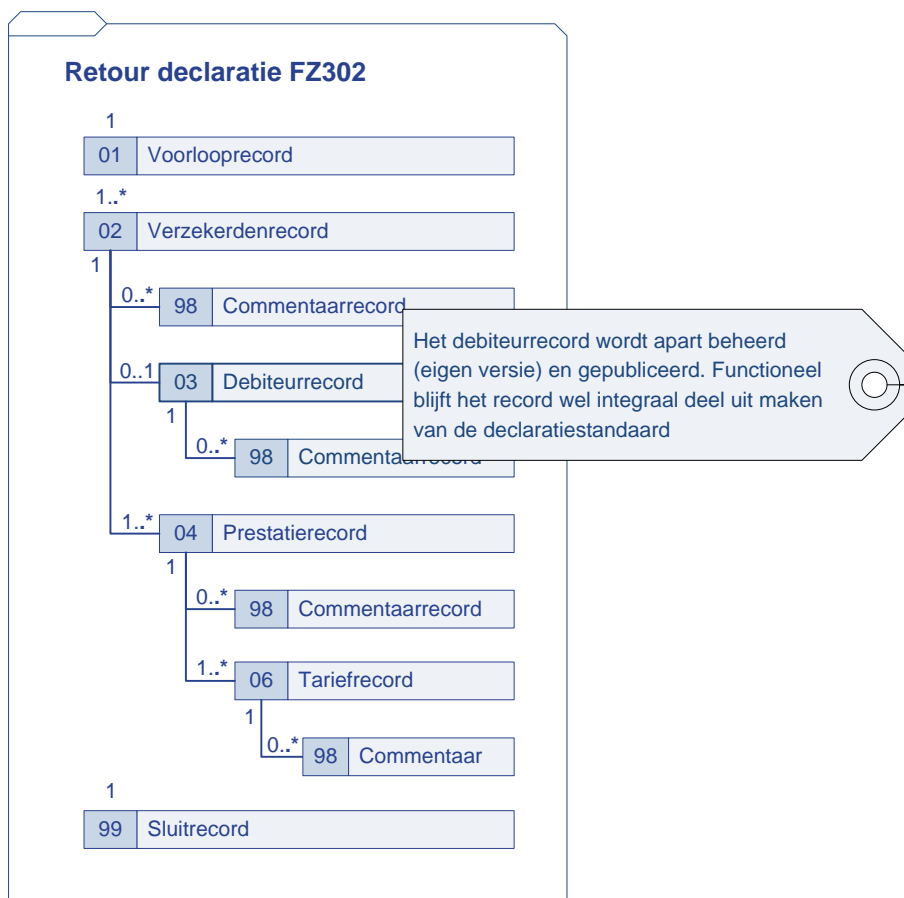 Retour declaratie FZ302
1
01 Voorlooprecord
1..*
02 Verzekerdenrecord
1
0..* 98 Commentaarrecord
Het debiteurrecord wordt apart beheerd
(eigen versie) en gepubliceerd. Functioneel
blijft het record wel integraal deel uit maken
van de declaratiestandaard
0..1 03 Debiteurrecord
1
0..* 98 Commentaarrecord
1..* 04 Prestatierecord
1
0..* 98 Commentaarrecord
1..* 06 Tariefrecord
1
0..* 98 Commentaar
1
99 Sluitrecord